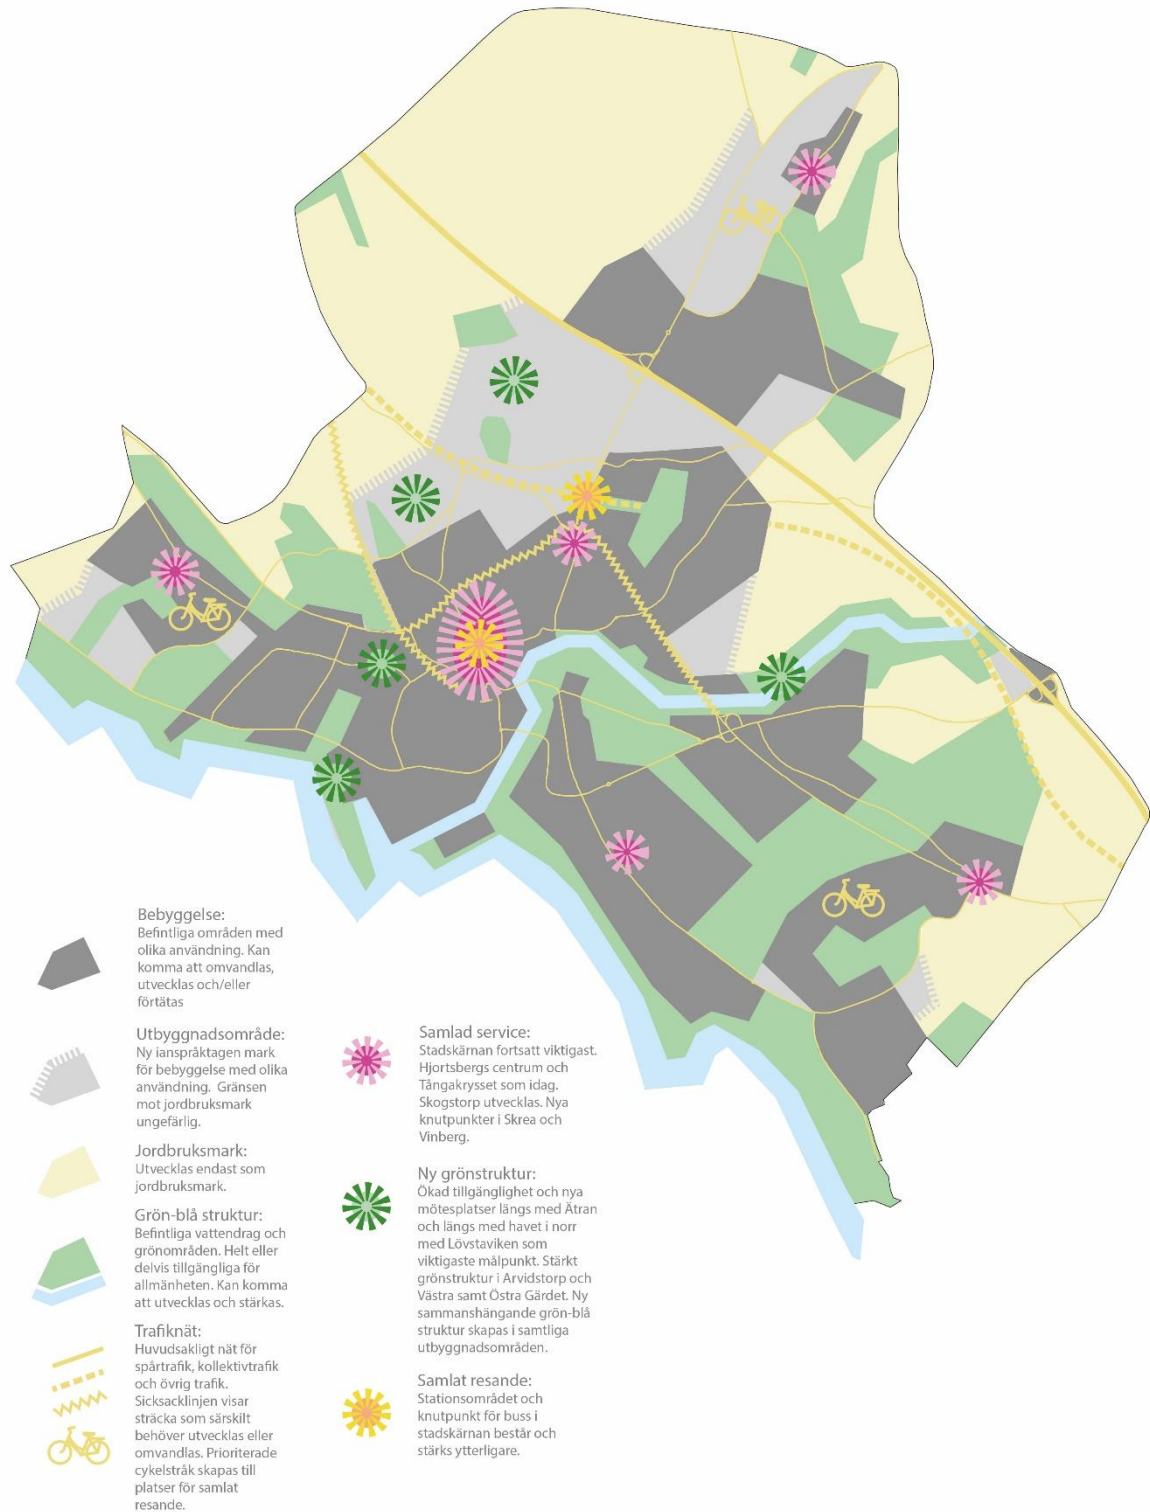 Bebyggelse:
Befintliga områden med
olika användning. Kan
komma att omvandlas,
utvecklas och/eller
förtätas
Utbyggnadsområde:
Ny ianspråktagen mark
för bebyggelse med olika
användning. Gränsen
mot jordbruksmark
ungefärlig.
Jordbruksmark:
Utvecklas endast som
jordbruksmark.
Grön-blå struktur:
Befintliga vattendrag och
grönområden. Helt eller
delvis tillgängliga för
allmänheten. Kan komma
att utvecklas och stärkas.
Trafiknät:
Huvudsakligt nät för
spårtrafik, kollektivtrafik
och övrig trafik.
Sicksacklinjen visar
sträcka som särskilt
behöver utvecklas eller
omvandlas. Prioriterade
cykelstråk skapas till
platser för samlat
resande.
Samlad service:
Stadskärnan fortsatt viktigast.
Hjortsbergs centrum och
Tångakrysset som idag.
Skogstorp utvecklas. Nya
knutpunkter i Skrea och
Vinberg.
Ny grönstruktur:
Ökad tillgänglighet och nya
mötesplatser längs med Ätran
och längs med havet i norr
med Lövstaviken som
viktigaste målpunkt. Stärkt
grönstruktur i Arvidstorp och
Västra samt Östra Gärdet. Ny
sammanshängande grön-blå
struktur skapas i samtliga
utbyggnadsområden.
Samlat resande:
Stationsområdet och
knutpunkt för buss i
stadskärnan består och
stärks ytterligare.